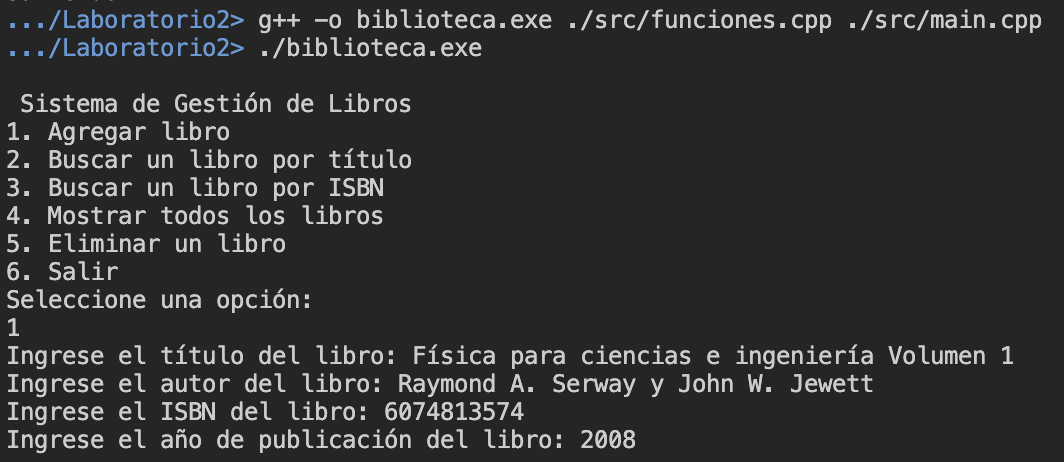 .../Laboratorio2> g++ -o biblioteca.exe ./src/funciones.cpp ./src/main.cpp
.../Laboratorio2> ./biblioteca.exe
Sistema de Gestión de Libros
1. Agregar libro
2. Buscar un libro por título
3. Buscar un libro por ISBN
4. Mostrar todos los libros
5. Eliminar un libro
6. Salir
Seleccione una opción:
1
Ingrese el título del libro: Física para ciencias e ingeniería Volumen 1
Ingrese el autor del libro: Raymond A. Serway y John W. Jewett
Ingrese el ISBN del libro: 6074813574
Ingrese el año de publicación del libro: 2008